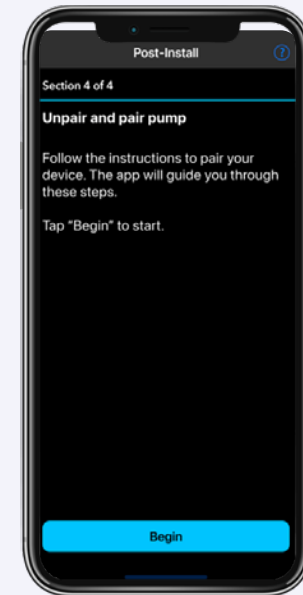 Post-Install
?
Section 4 of 4
Unpair and pair pump
Follow the instructions to pair your
device. The app will guide you through
these steps.
Tap “Begin” to start.
Begin